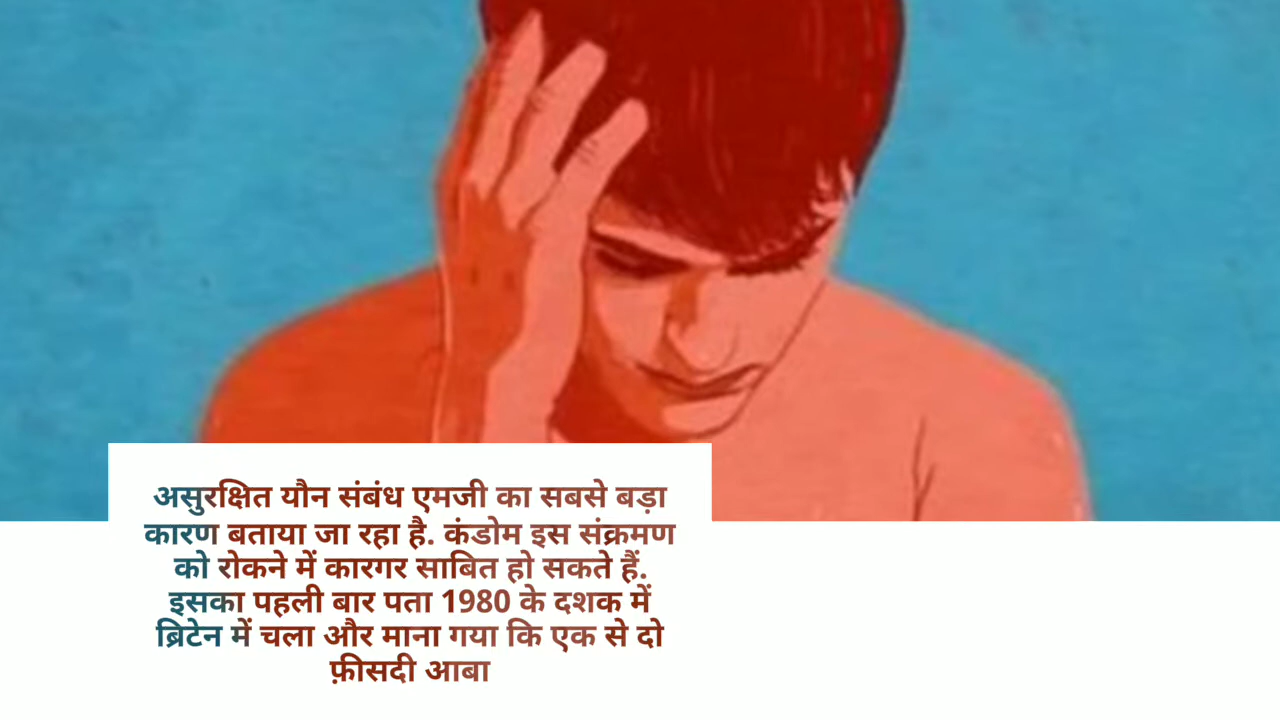 असुरक्षित यौन संबंध एमजी का सबसे बड़ा
कारण बताया जा रहा है. कंडोम इस संक्रमण
को रोकने में कारगर साबित हो सकते हैं.
इसका पहली बार पता 1980 के दशक में
ब्रिटेन में चला और माना गया कि एक से दो
फ़ीसदी आबा